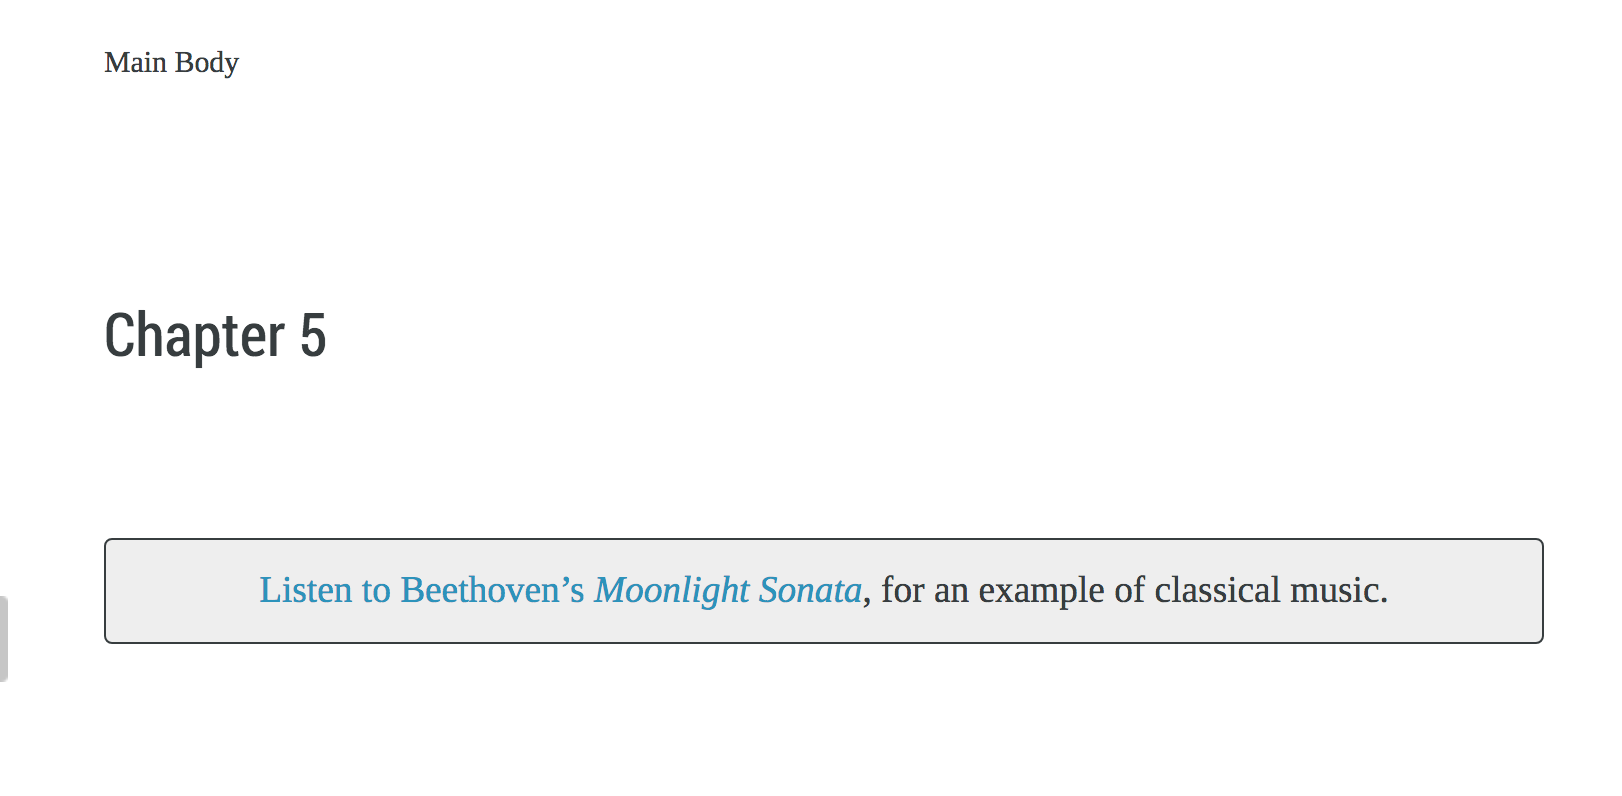 Main Body
Chapter 5
Listen to Beethoven’s Moonlight Sonata, for an example of classical music.